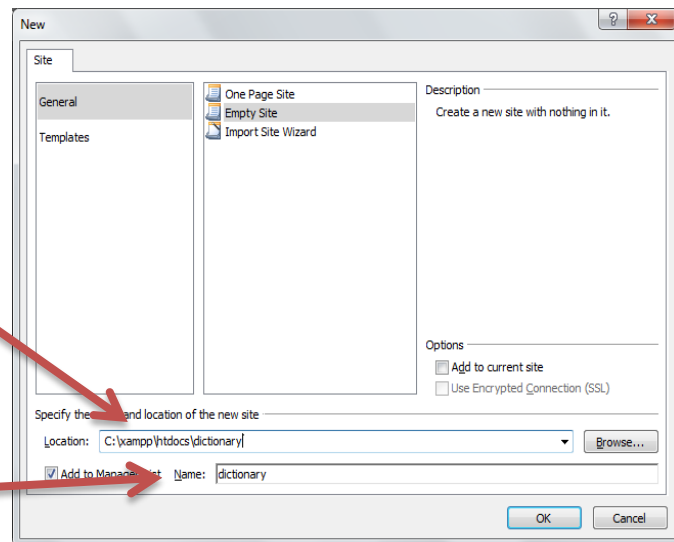 New
Site
General
Templates
One Page Site
Empty Site
Import Site Wizard
Description
Create a new site with nothing in it.
Options
Add to current site
Use Encrypted Connection (SSL)
Specify the and location of the new site
Location: C:\xampp\htdocs\dictionary
Browse...
Add to Manage List Name: dictionary
OK Cancel